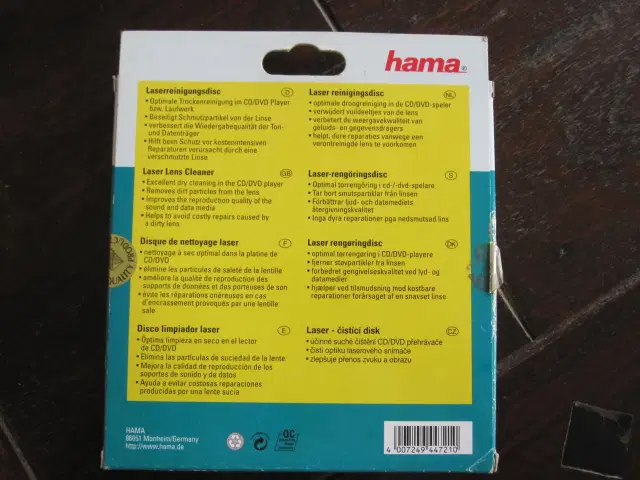 hama®
Laserreinigungsdisc D
• Optimale Trockenreinigung im CD/DVD Player
bzw. Laufwerk
• Beseitigt Schmutzpartikel von der Linse
• verbessert die Wiedergabequalität der Ton-
und Datenträger
• Hilft beim Schutz vor kostenintensiven
Reparaturen verursacht durch eine
verschmutzte Linse
Laser Lens Cleaner GB
• Excellent dry cleaning in the CD/DVD player
• Removes dirt particles from the lens
• Improves the reproduction quality of the
sound and data media
• Helps to avoid costly repairs caused by
a dirty lens
Disque de nettoyage laser F
• nettoyage à sec optimal dans la platine de
CD/DVD
• élimine les particules de saleté de la lentille
• améliore la qualité de reproduction des
supports de données et des porteuses de son
• évite les réparations onéreuses en cas
d'encrassement provoqués par une lentille
sale
Disco limpiador laser E
• Óptima limpieza en seco en el lector
de CD/DVD
• Elimina las partículas de sociedad de la lente
• Mejora la calidad de reproducción de los
soportes de sonido y de datos
• Ayuda a evitar costosas reparaciones
producidas por una lente sucia
Laser reinigingsdisc NL
• optimale droogreiniging in de CD/DVD-speler
• verwijdert vuildeeltjes van de lens
• verbetert de weergavekwaliteit van
geluids- en gegevensdragers
• helpt, dure reparaties vanwege een
verontreinigde lens te voorkomen
Laser-rengöringsdisc S
• Optimal torrengöring i cd-/-dvd-spelare
• Tar bort smutspartiklar från linsen
• Förbättrar ljud- och datamediets
återgivningskvalitet
• Inga dyra reparationer pga nedsmutsad lins
Laser rengøringdisc DK
• optimal tørrengøring i CD/DVD-playere
• fjerner støvpartikler fra linsen
• forbedret gengivelseskvalitet ved lyd- og
datamedier
• hjælper ved tilsmudsning mod kostbare
reparationer forårsaget af en snavset linse
Laser - čistící disk CZ
• účinné suché čištění CD/DVD přehrávače
• čistí optiku laserového snímače
• zlepšuje přenos zvuku a obrazu
HAMA
86651 Monheim/Germany
http://www.hama.de
QC
4 007249 447210